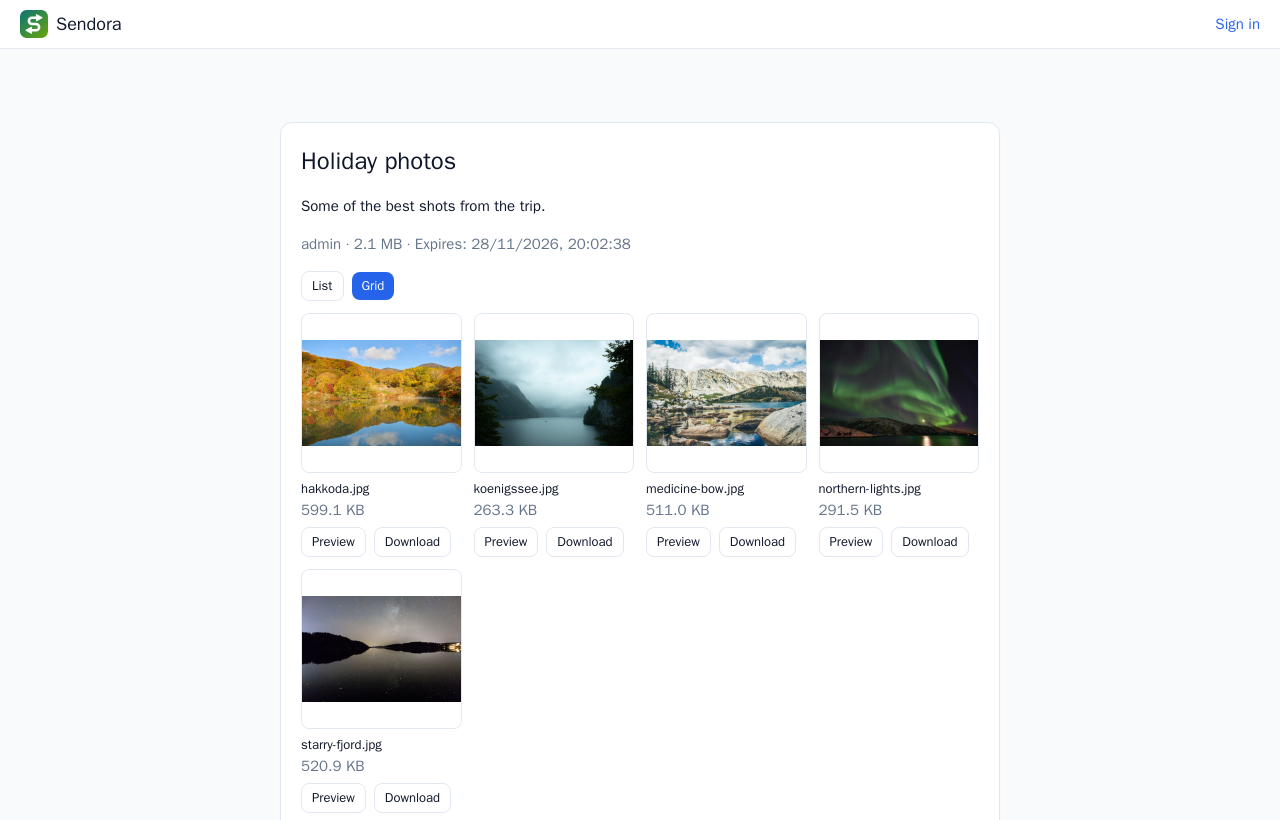 Sendora
Sign in
Holiday photos
Some of the best shots from the trip.
admin · 2.1 MB · Expires: 28/11/2026, 20:02:38
List Grid
hakkoda.jpg koenigssee.jpg medicine-bow.jpg northern-lights.jpg
599.1 KB 263.3 KB 511.0 KB 291.5 KB
Preview Download Preview Download Preview Download Preview Download
starry-fjord.jpg
520.9 KB
Preview Download